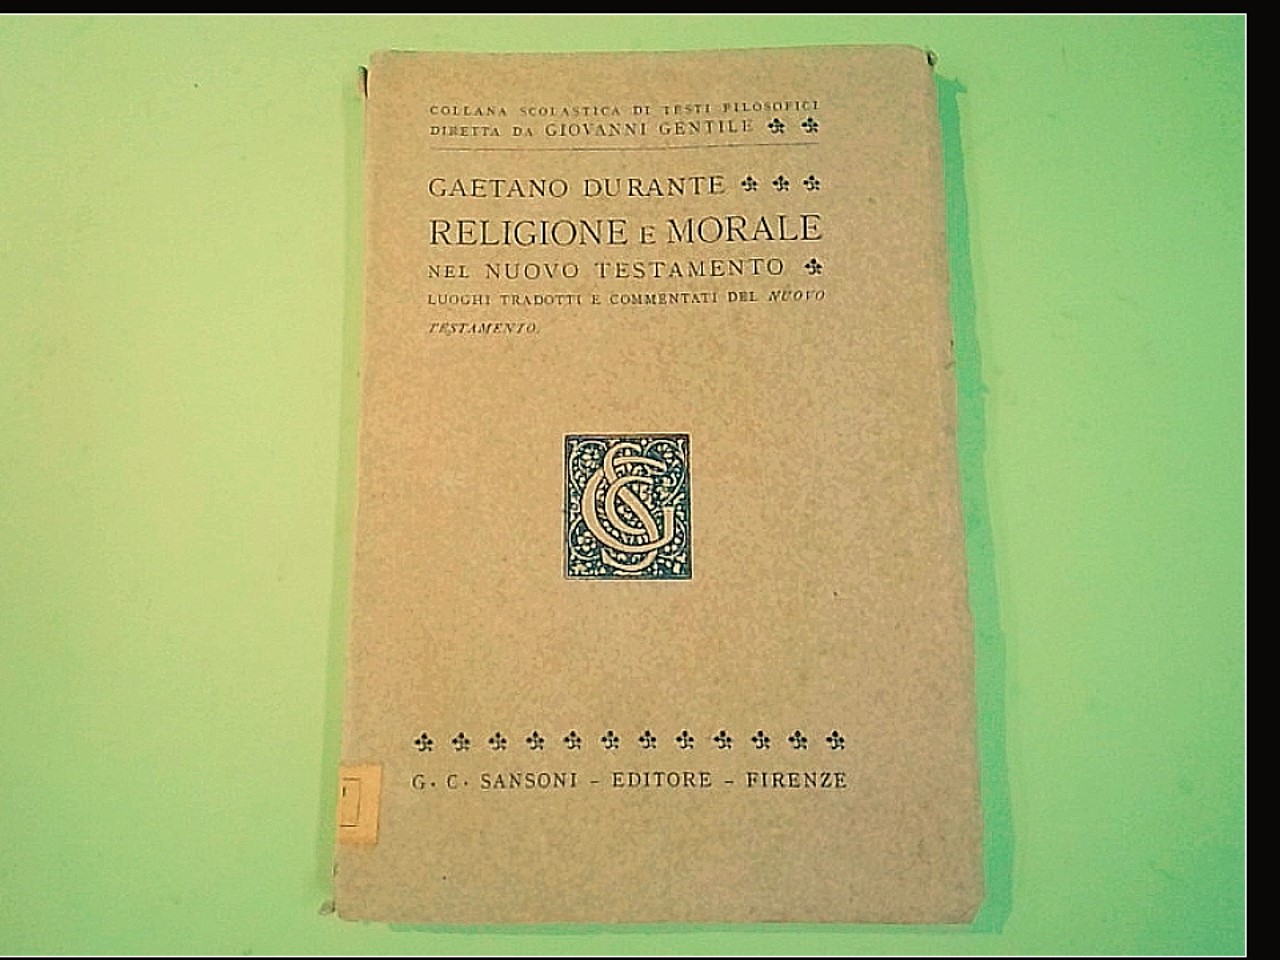 COLLANA SCOLASTICA DI TESTI FILOSOFICI
DIRETTA DA GIOVANNI GENTILE
GAETANO DURANTE
RELIGIONE E MORALE
NEL NUOVO TESTAMENTO
LUOGHI TRADOTTI E COMMENTATI DEL NUOVO
TESTAMENTO.
G. C. SANSONI – EDITORE – FIRENZE